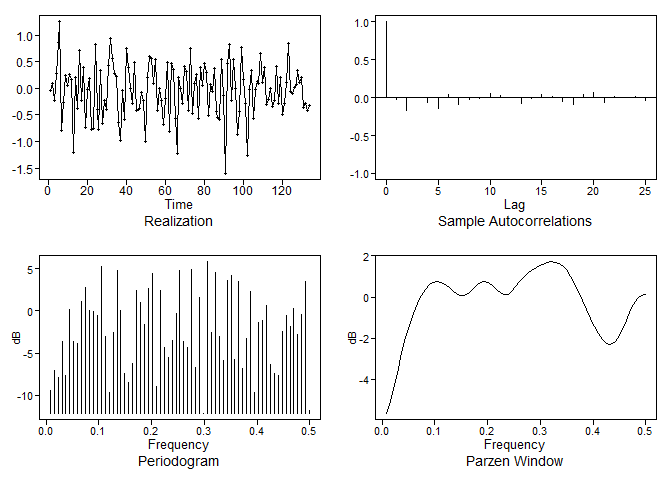 1.0
0.5
0.0
-0.5
-1.0
-1.5
0 20 40 60 80 100 120
Time
Realization
1.0
0.5
0.0
-0.5
-1.0
0 5 10 15 20 25
Lag
Sample Autocorrelations
dB
5
0
-5
-10
0.0 0.1 0.2 0.3 0.4 0.5
Frequency
Periodogram
dB
2
0
-2
-4
0.0 0.1 0.2 0.3 0.4 0.5
Frequency
Parzen Window